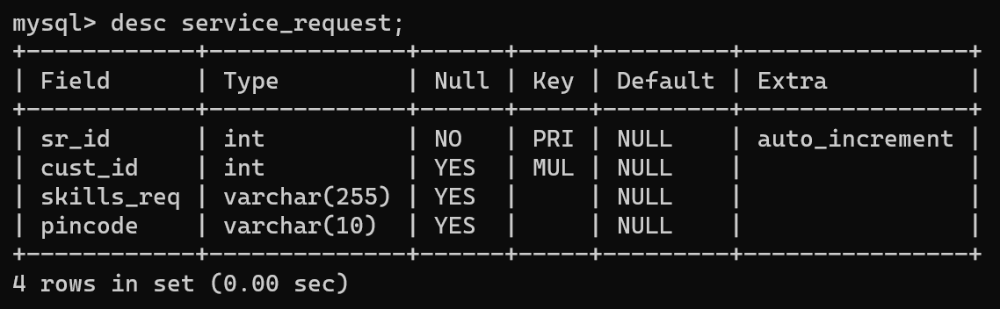 mysql> desc service_request;
+------------+--------------+------+-----+---------+----------------+
| Field      | Type         | Null | Key | Default | Extra          |
+------------+--------------+------+-----+---------+----------------+
| sr_id      | int          | NO   | PRI | NULL    | auto_increment |
| cust_id    | int          | YES  | MUL | NULL    |                |
| skills_req | varchar(255) | YES  |     | NULL    |                |
| pincode    | varchar(10)  | YES  |     | NULL    |                |
+------------+--------------+------+-----+---------+----------------+
4 rows in set (0.00 sec)